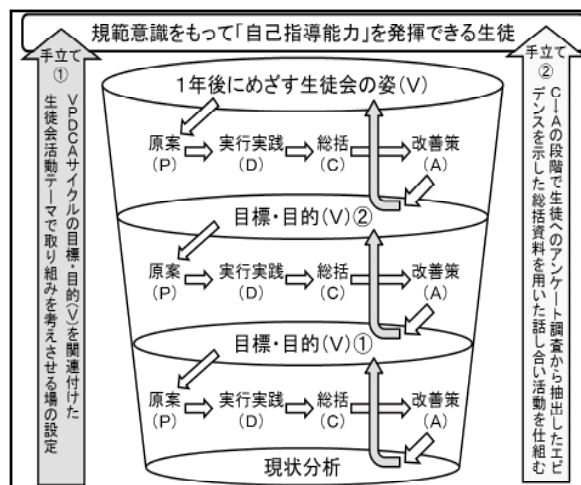 規範意識をもって「自己指導能力」を発揮できる生徒
手立て
①
VPDCAサイクルの目標・目的(V)を関連付けた
生徒会活動テーマで取り組みを考えさせる場の設定
1年後にめざす生徒会の姿(V)
原案 実行実践 総括 改善策
(P) (D) (C) (A)
目標・目的(V)②
原案 実行実践 総括 改善策
(P) (D) (C) (A)
目標・目的(V)①
原案 実行実践 総括 改善策
(P) (D) (C) (A)
現状分析
手立て
②
C→Aの段階で生徒へのアンケート調査から抽出したエビ
デンスを示した総括資料を用いた話し合い活動を仕組む